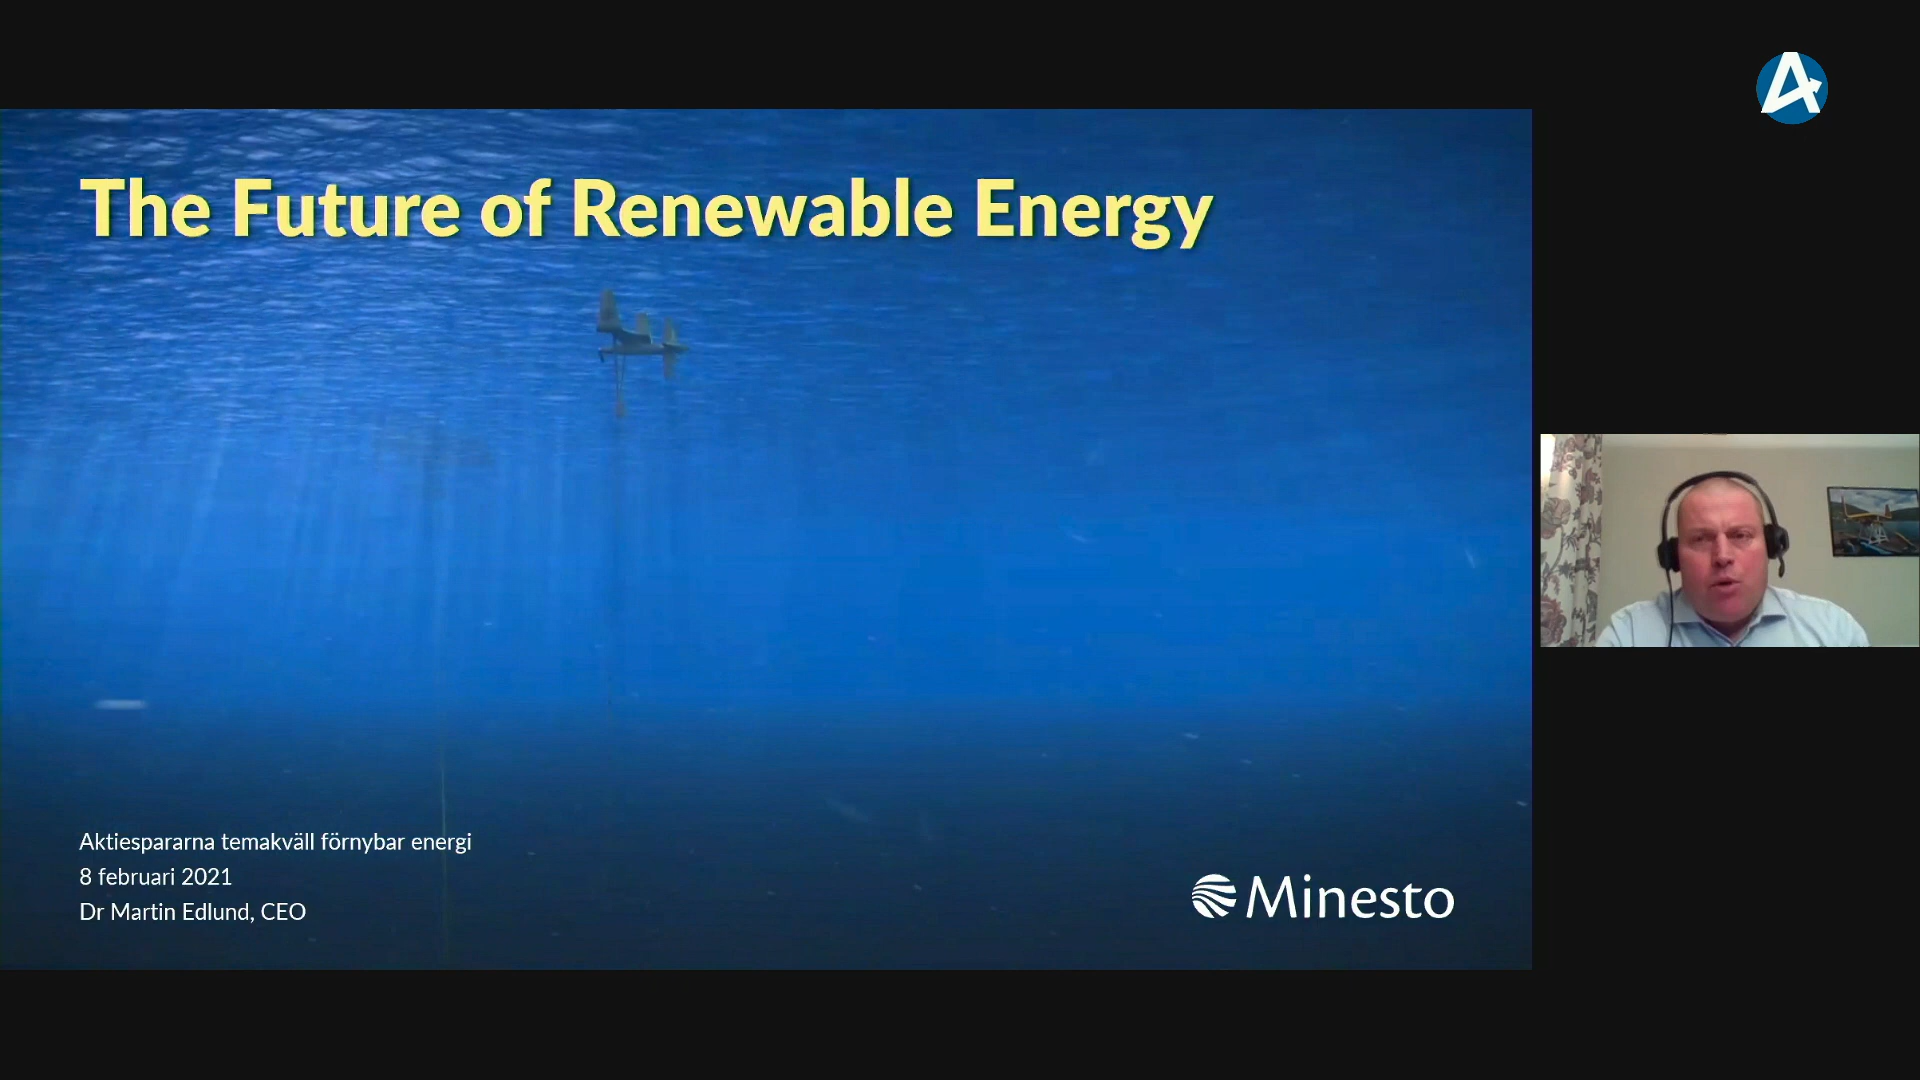 The Future of Renewable Energy
Aktiespararna temakväll förnybar energi
8 februari 2021
Dr Martin Edlund, CEO
Minesto